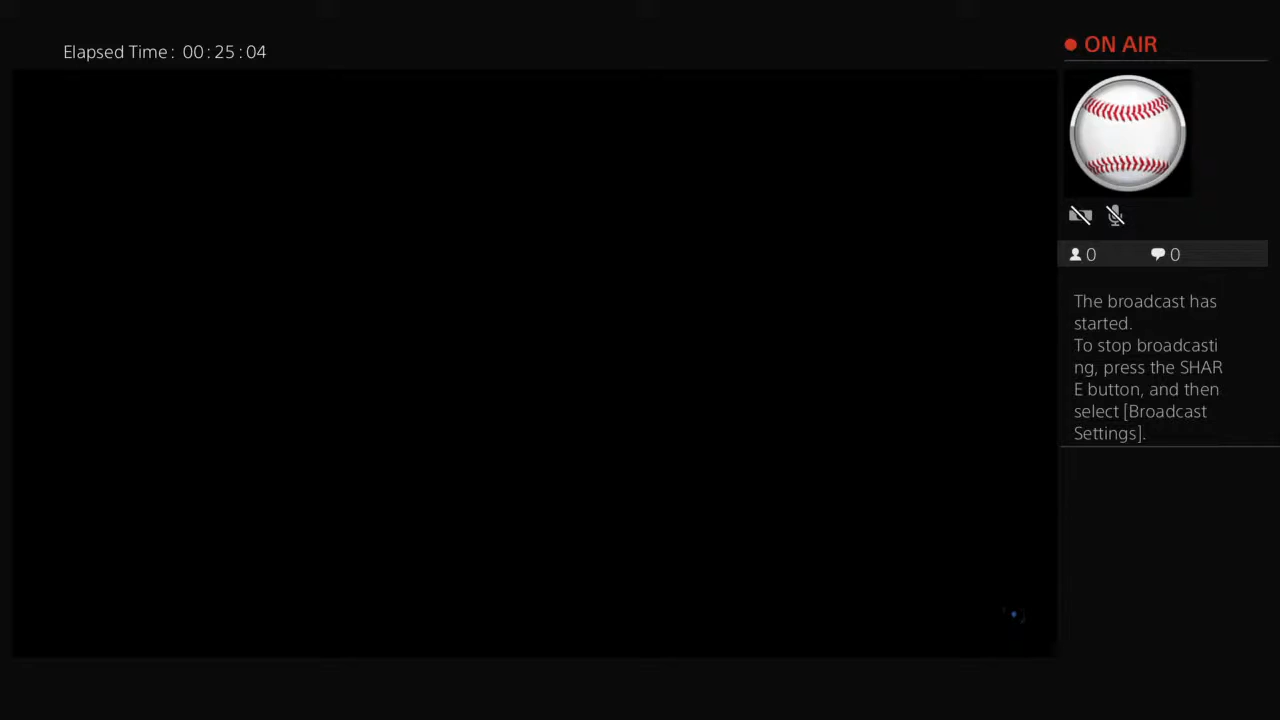 Elapsed Time: 00:25:04
ON AIR
0 0
The broadcast has
started.
To stop broadcasti
ng, press the SHAR
E button, and then
select [Broadcast
Settings].